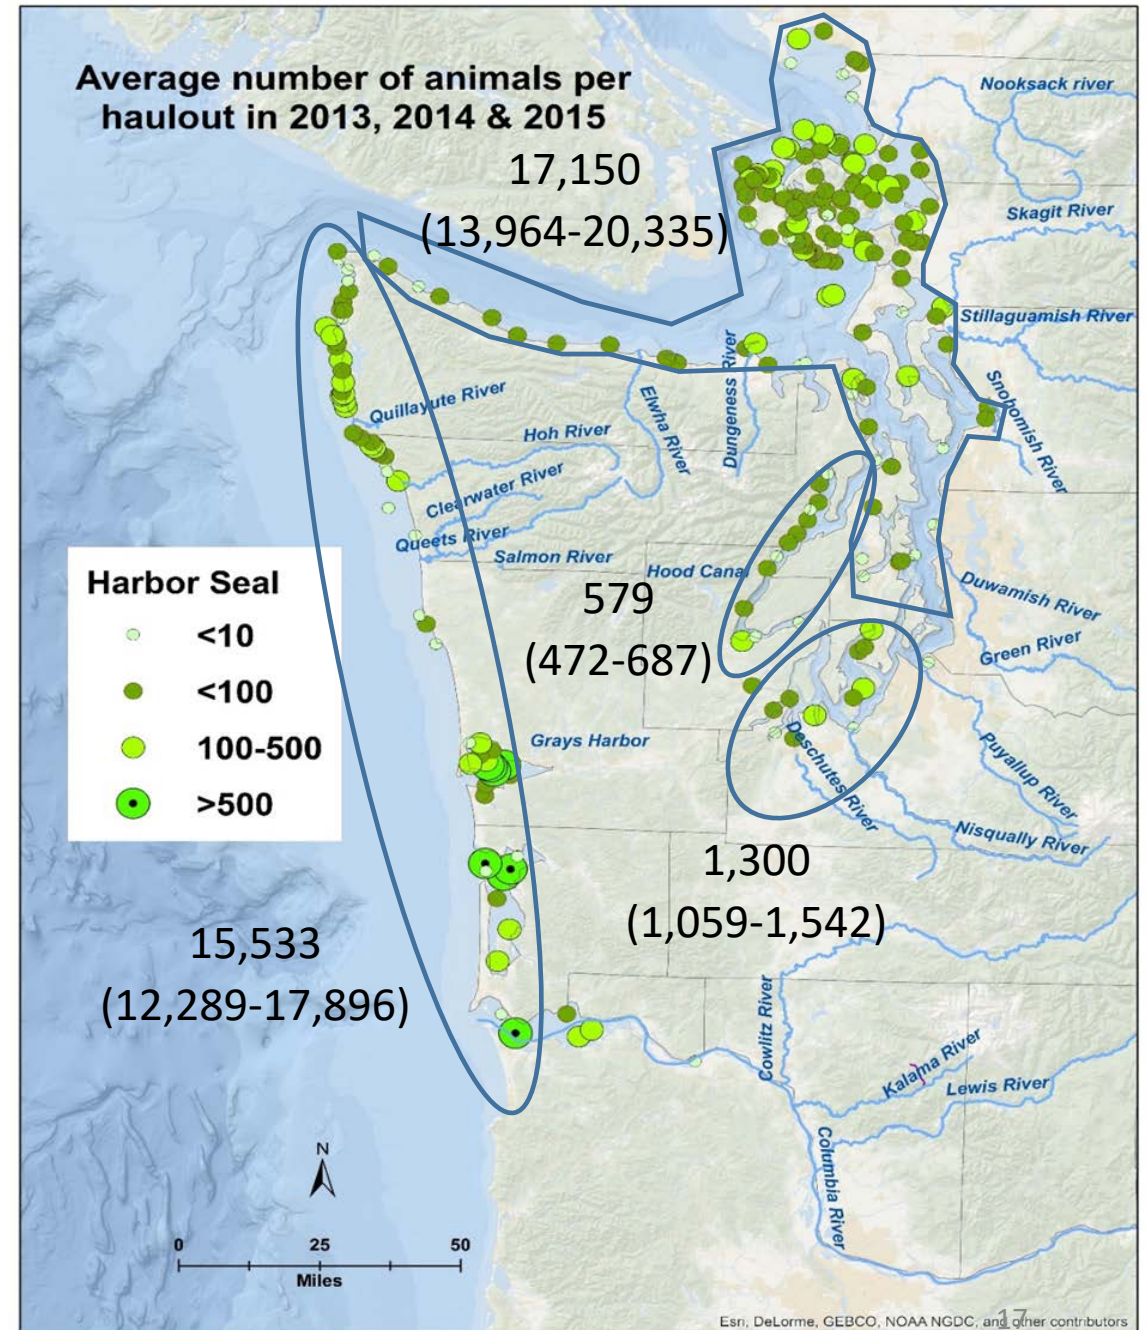 Average number of animals per
haulout in 2013, 2014 & 2015
17,150
(13,964-20,335)
Nooksack river
Skagit River
Stillaguamish River
Snohomish River
Dungeness River
Elwha River
Quillayute River
Hoh River
Clearwater River
Queets River
Salmon River
Hood Canal
579
(472-687)
Duwamish River
Green River
Harbor Seal
<10
<100
100-500
>500
Grays Harbor
Deschutes River
Puyallup River
Nisqually River
1,300
(1,059-1,542)
15,533
(12,289-17,896)
Cowlitz River
Kalama River
Lewis River
Columbia River
N
0 25 50
Miles
17
Esri, DeLorme, GEBCO, NOAA NGDC, and other contributors